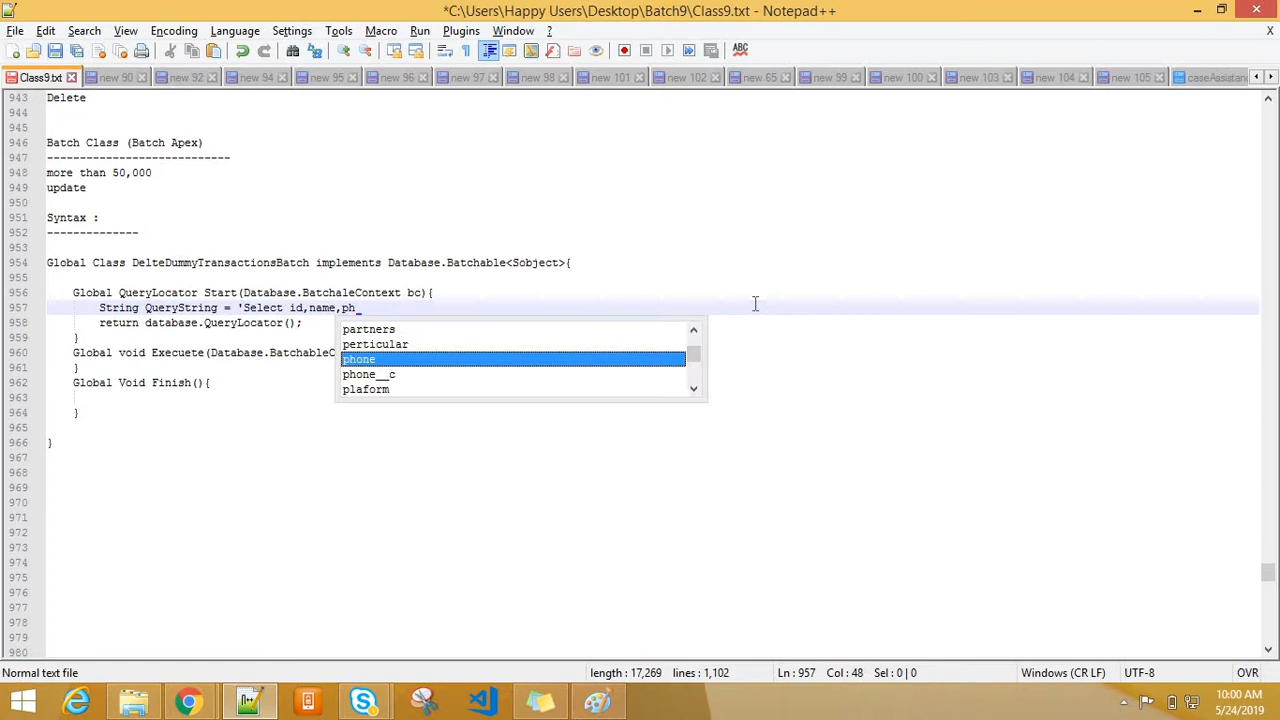 *C:\Users\Happy Users\Desktop\Batch9\Class9.txt - Notepad++
File Edit Search View Encoding Language Settings Tools Macro Run Plugins Window ? X
Class9.txt new 90 new 92 new 94 new 95 new 96 new 97 new 93 new 101 new 102 new 65 new 99 new 100 new 103 new 104 new 105 caseAssistan
943 Delete
944
945
946 Batch Class (Batch Apex)
947 ----------------------------
948 more than 50,000
949 update
950
951 Syntax :
952 --------------
953
954 Global Class DelteDummyTransactionsBatch implements Database.Batchable<Sobject>{
955
956 Global QueryLocator Start(Database.BatchaleContext bc){
957 String QueryString = 'Select id,name,ph
958 return database.QueryLocator();
959 }
960 Global void Execuete(Database.BatchableC
961 }
962 Global Void Finish(){
963
964 }
965
966 }
967
968
969
970
971
972
973
974
975
976
977
978
979
980
partners
perticular
phone
phone__c
plaform
Normal text file length : 17,269 lines : 1,102 Ln : 957 Col : 48 Sel : 0 | 0 Windows (CR LF) UTF-8 OVR
10:00 AM
5/24/2019